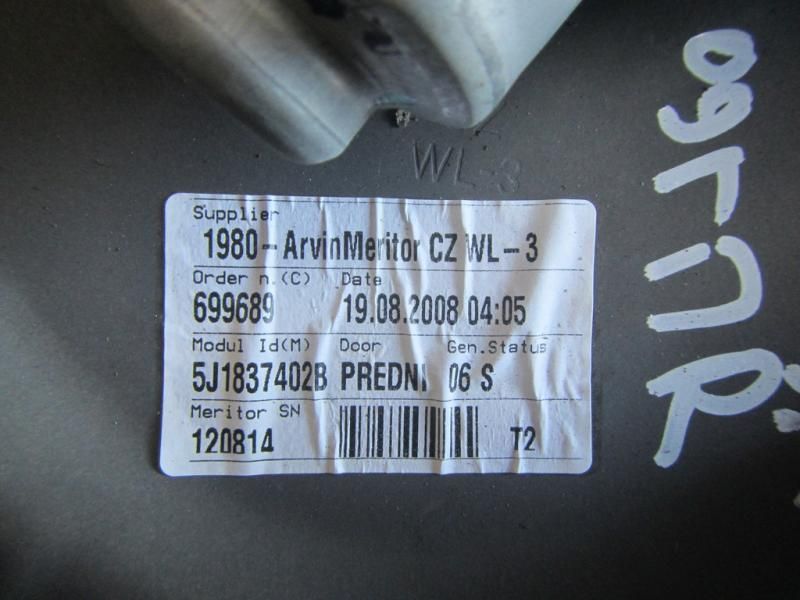 WL-3
Supplier
1980-ArvinMeritor CZ WL-3
Order n.(C) Date
699689 19.08.2008 04:05
Modul Id(M) Door Gen.Status
5J1837402B PREDNI 06 S
Meritor SN
120814 T2